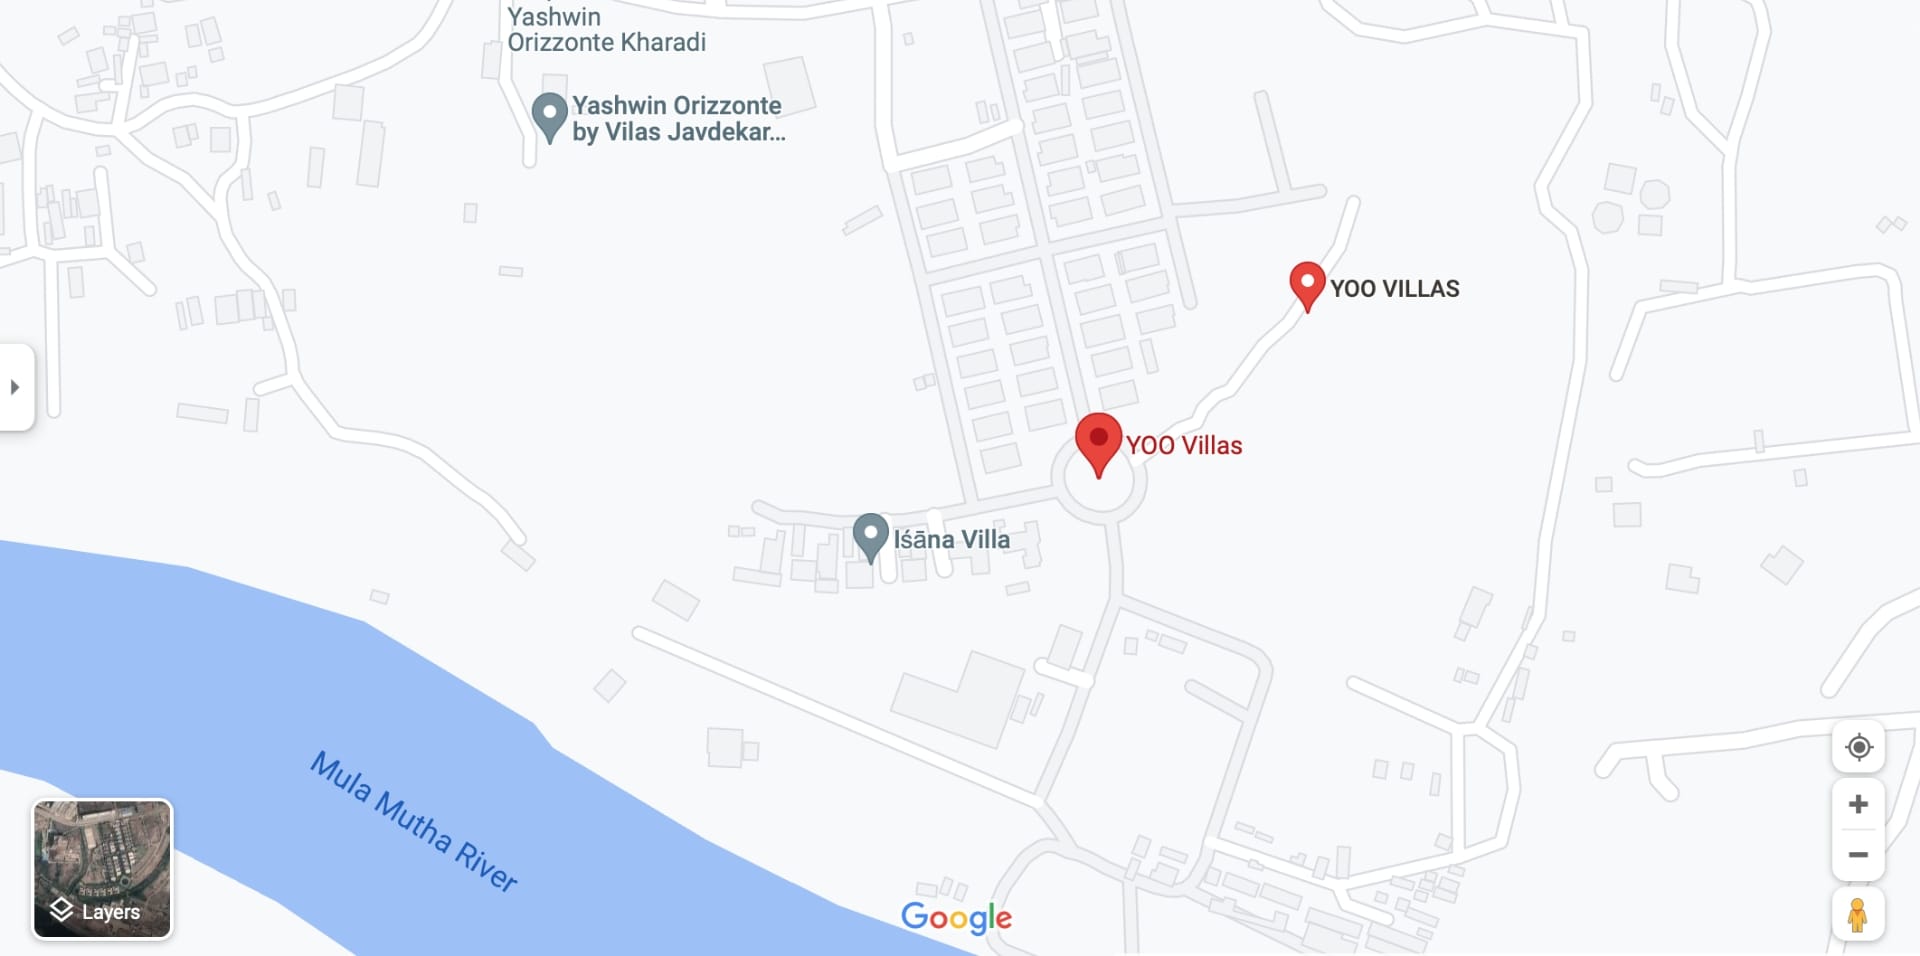 Yashwin
Orizzonte Kharadi
Yashwin Orizzonte
by Vilas Javdekar...
YOO VILLAS
YOO Villas
Iśāna Villa
Mula Mutha River
Layers
Google